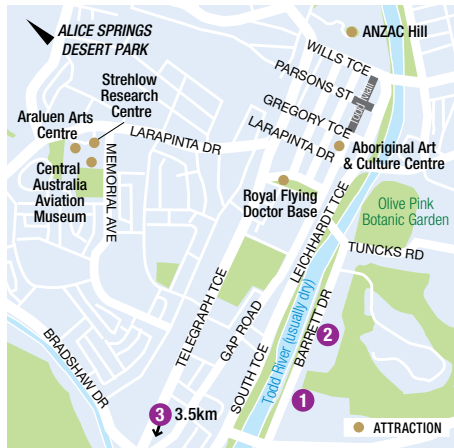 ALICE SPRINGS
DESERT PARK
ANZAC Hill
WILLS TCE
PARSONS ST
Todd Mall
GREGORY TCE
LARAPINTA DR
Strehlow
Research
Centre
Araluen Arts
Centre
LARAPINTA DR
Aboriginal Art
& Culture Centre
Central
Australia
Aviation
Museum
MEMORIAL AVE
Royal Flying
Doctor Base
LEICHHARDT TCE
Olive Pink
Botanic Garden
TUNCKS RD
TELEGRAPH TCE
GAP ROAD
SOUTH TCE
Todd River (usually dry)
BARRETT DR
BRADSHAW DR
2
1
3 3.5km
ATTRACTION